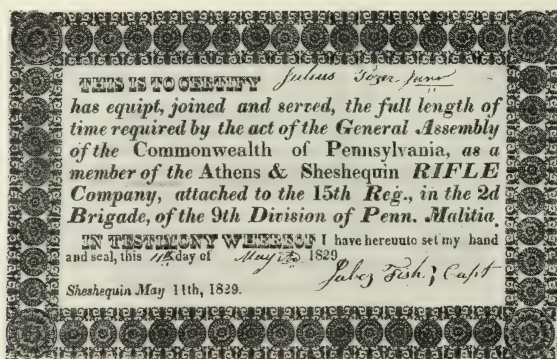 THIS IS TO CERTIFY Julius Tozer Junr
has equipt, joined and served, the full length of
time required by the act of the General Assembly
of the Commonwealth of Pennsylvania, as a
member of the Athens & Sheshequin RIFLE
Company, attached to the 15th Reg., in the 2d
Brigade, of the 9th Division of Penn. Malitia
IN TESTIMONY WHEREOF I have hereunto set my hand
and seal, this 11th day of May 1829
Jabez Fish, Capt
Sheshequin May 11th, 1829.